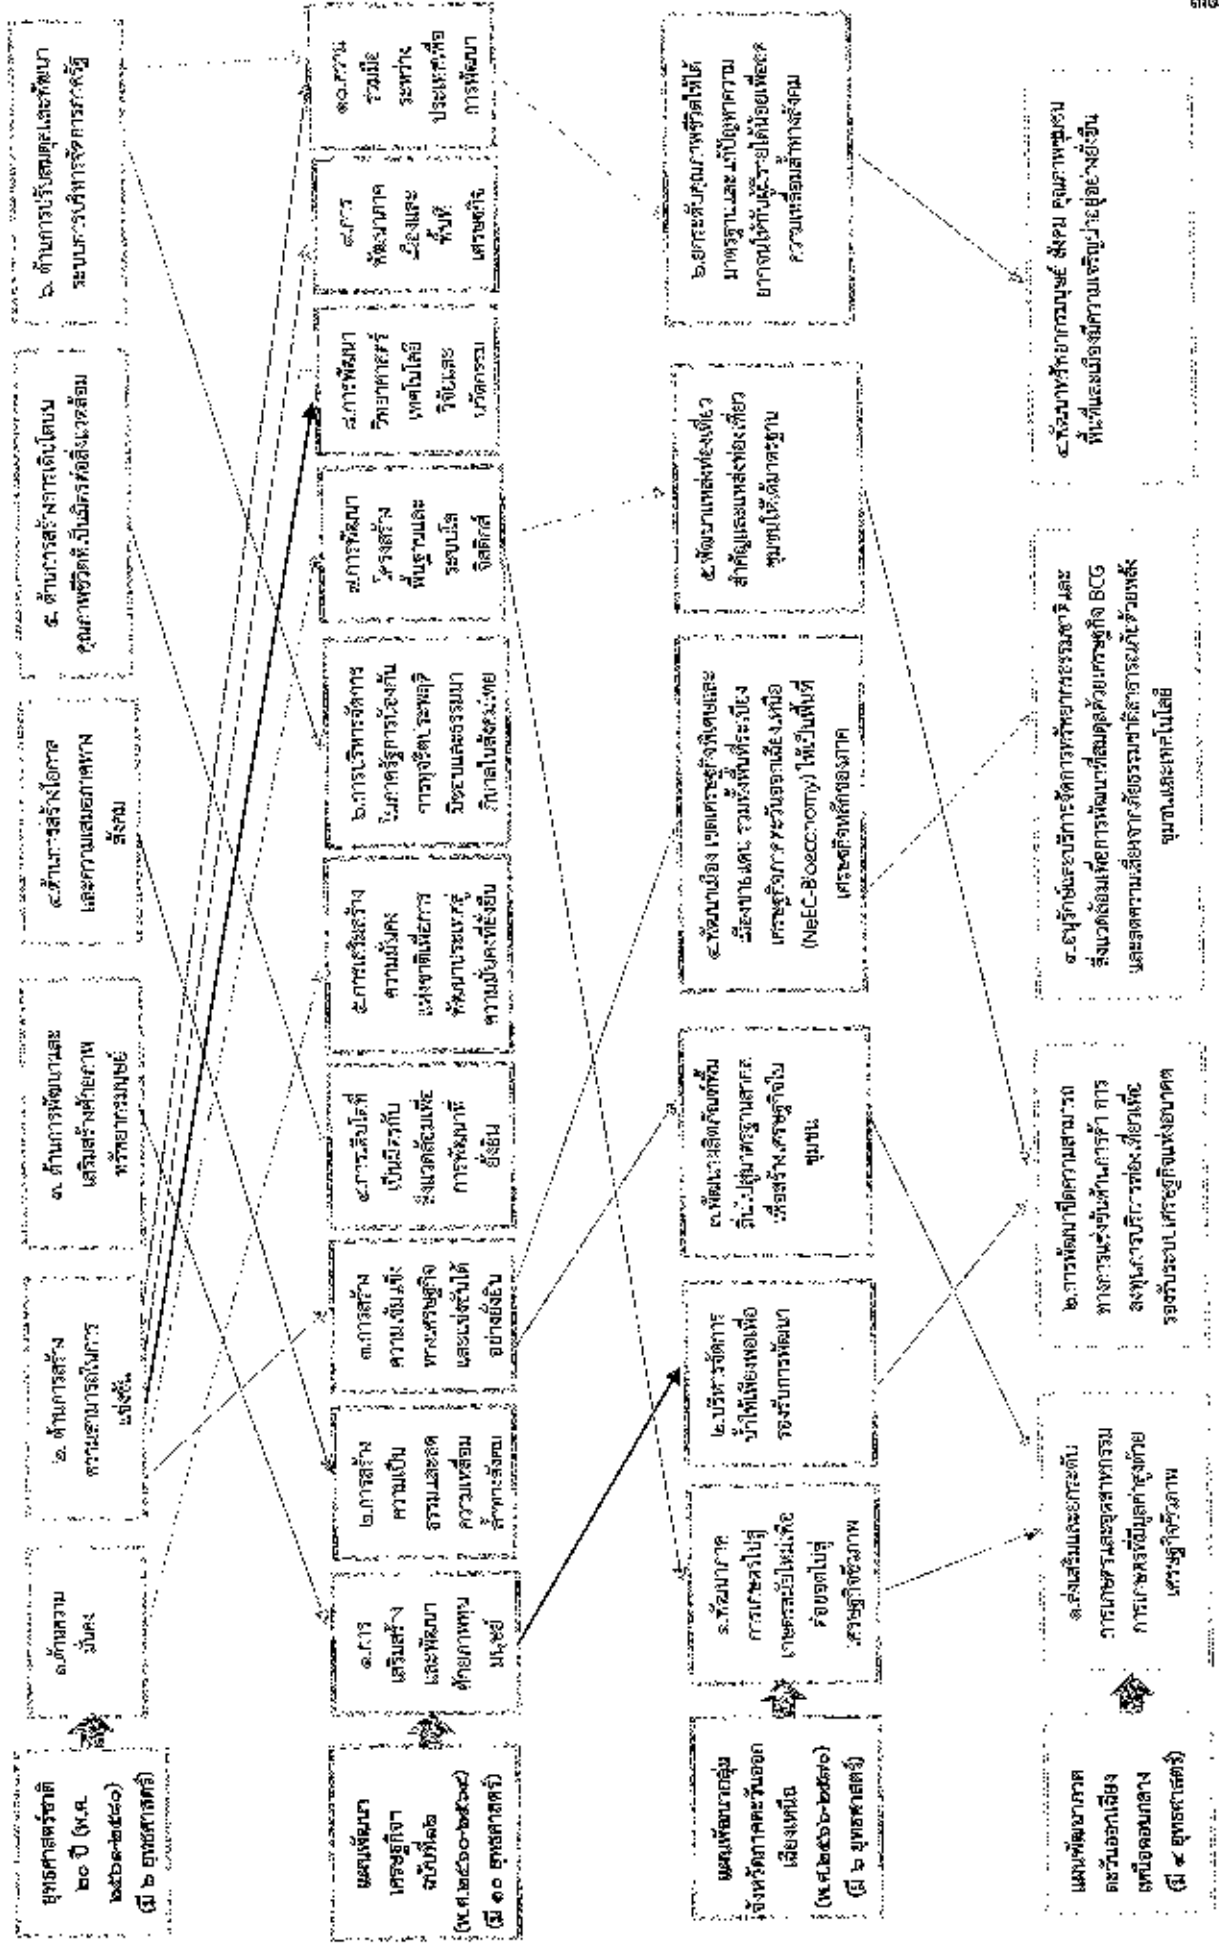 ยุทธศาสตร์ชาติ
๒๐ ปี (พ.ศ.
๒๕๖๑-๒๕๘๐)
(มี ๖ ยุทธศาสตร์)
๑.ด้านความ
มั่นคง
๒. ด้านการสร้าง
ความสามารถในการ
แข่งขัน
๓. ด้านการพัฒนาและ
เสริมสร้างศักยภาพ
ทรัพยากรมนุษย์
๔.ด้านการสร้างโอกาส
และความเสมอภาคทาง
สังคม
๕. ด้านการสร้างการเติบโตบน
คุณภาพชีวิตที่เป็นมิตรต่อสิ่งแวดล้อม
๖. ด้านการปรับสมดุลและพัฒนา
ระบบการบริหารจัดการภาครัฐ
แผนพัฒนา
เศรษฐกิจฯ
ฉบับที่๑๒
(พ.ศ.๒๕๖๐-๒๕๖๔)
(มี ๑๐ ยุทธศาสตร์)
๑.การ
เสริมสร้าง
และพัฒนา
ศักยภาพทุน
มนุษย์
๒.การสร้าง
ความเป็น
ธรรมและลด
ความเหลื่อม
ล้ำทางสังคม
๓.การสร้าง
ความเข้มแข็ง
ทางเศรษฐกิจ
และแข่งขันได้
อย่างยั่งยืน
๔.การเติบโตที่
เป็นมิตรกับ
สิ่งแวดล้อมเพื่อ
การพัฒนาที่
ยั่งยืน
๕.การเสริมสร้าง
ความมั่นคง
แห่งชาติเพื่อการ
พัฒนาประเทศสู่
ความมั่นคงที่ยั่งยืน
๖.การบริหารจัดการ
ในภาครัฐการป้องกัน
การทุจริตประพฤติ
มิชอบและธรรมมา
ภิบาลในสังคมไทย
๗.การพัฒนา
โครงสร้าง
พื้นฐานและ
ระบบโล
จิสติกส์
๘.การพัฒนา
วิทยาศาสตร์
เทคโนโลยี
วิจัยและ
นวัตกรรม
๙.การ
พัฒนาภาค
เมืองและ
พื้นที่
เศรษฐกิจ
๑๐.ความ
ร่วมมือ
ระหว่าง
ประเทศเพื่อ
การพัฒนา
แผนพัฒนากลุ่ม
จังหวัดภาคตะวันออก
เฉียงเหนือ
(พ.ศ.๒๕๖๖-๒๕๗๐)
(มี ๖ ยุทธศาสตร์)
๑.พัฒนาภาค
การเกษตรไปสู่
เกษตรสมัยใหม่เพื่อ
ต่อยอดไปสู่
เศรษฐกิจชีวภาพ
๒.บริหารจัดการ
น้ำให้เพียงพอเพื่อ
รองรับการพัฒนา
๓.พัฒนาผลิตภัณฑ์พื้น
ถิ่นไปสู่มาตรฐานสากล
เพื่อสร้างเศรษฐกิจใน
ชุมชน
๔.พัฒนาเมือง เขตเศรษฐกิจพิเศษและ
เมืองชายแดน รวมทั้งพื้นที่ระเบียง
เศรษฐกิจภาคตะวันออกเฉียงเหนือ
(NeEC-Bioeconomy) ให้เป็นพื้นที่
เศรษฐกิจหลักของภาค
๕.พัฒนาแหล่งท่องเที่ยว
สำคัญและแหล่งท่องเที่ยว
ชุมชนให้ได้มาตรฐาน
๖.ยกระดับคุณภาพชีวิตให้ได้
มาตรฐานและแก้ปัญหาความ
ยากจนให้กับผู้มีรายได้น้อยเพื่อลด
ความเหลื่อมล้ำทางสังคม
แผนพัฒนาภาค
ตะวันออกเฉียง
เหนือตอนกลาง
(มี ๔ ยุทธศาสตร์)
๑.ส่งเสริมและยกระดับ
การเกษตรและอุตสาหกรรม
การเกษตรที่มีมูลค่าสูงด้วย
เศรษฐกิจชีวภาพ
๒.การพัฒนาขีดความสามารถ
ทางการแข่งขันด้านการค้า การ
ลงทุนการบริการท่องเที่ยวเพื่อ
รองรับระบบเศรษฐกิจแห่งอนาคต
๓.อนุรักษ์และบริการจัดการทรัพยากรธรรมชาติและ
สิ่งแวดล้อมเพื่อการพัฒนาที่สมดุลด้วยเศรษฐกิจ BCG
และลดความเสี่ยงจากภัยธรรมชาติสาธารณภัยด้วยพลัง
ชุมชนและเทคโนโลยี
๔.พัฒนาทรัพยากรมนุษย์ สังคม คุณภาพชุมชน
พื้นที่และเมืองมีความเจริญน่าอยู่อย่างยั่งยืน